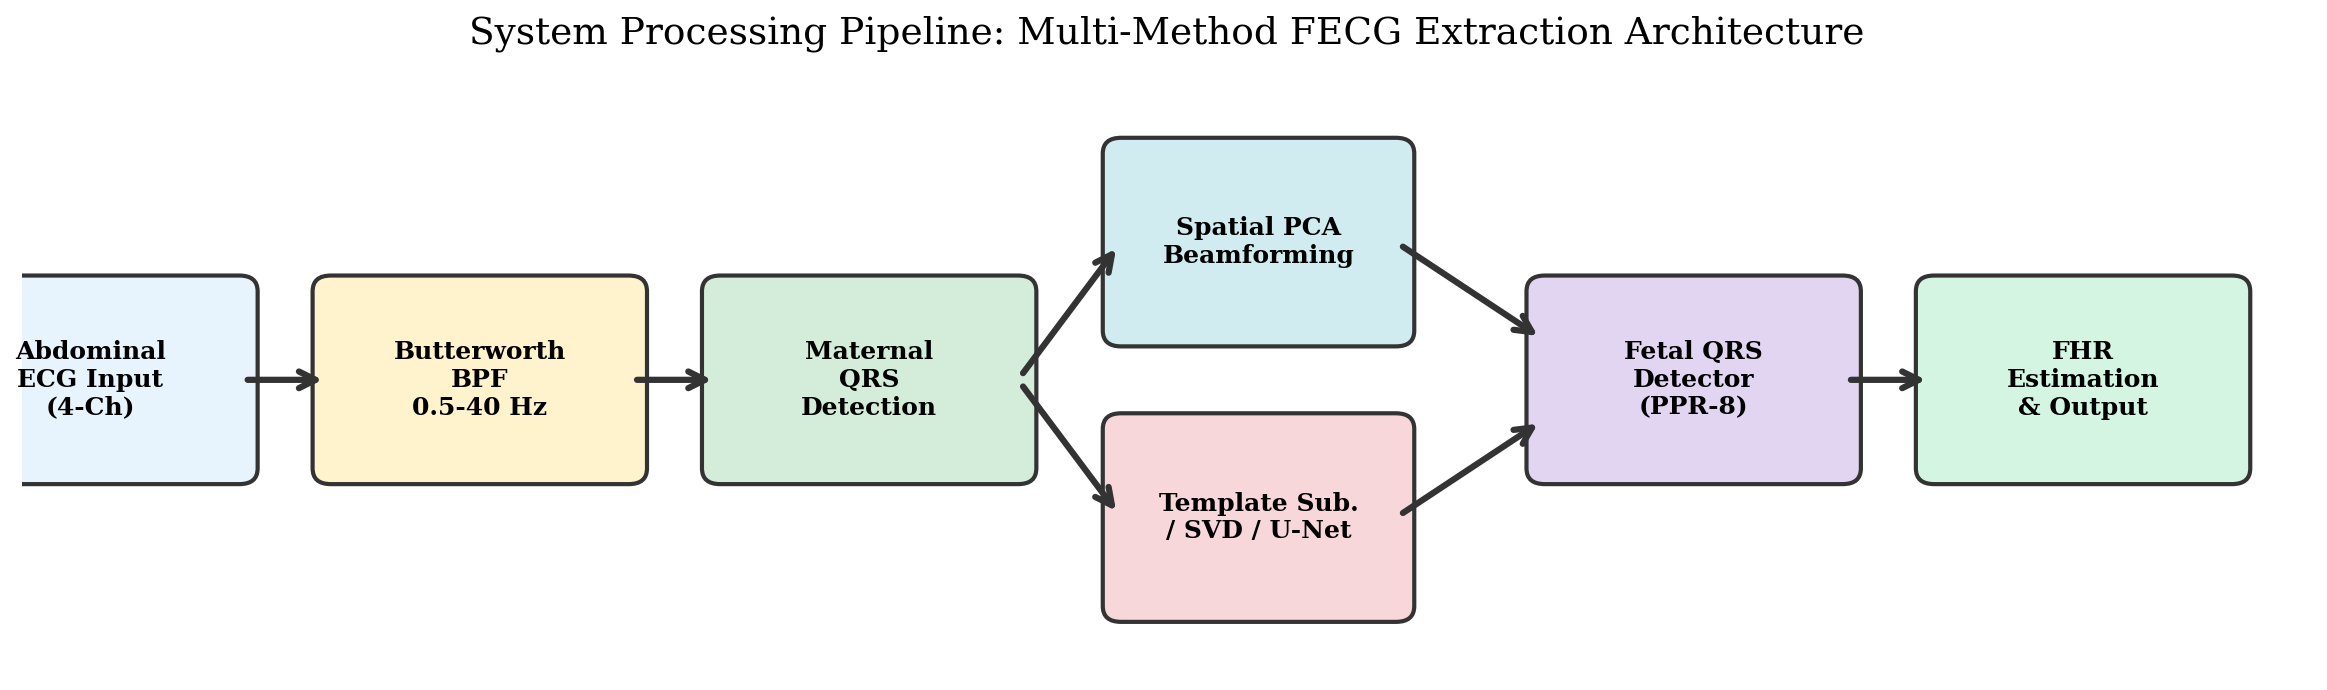 System Processing Pipeline: Multi-Method FECG Extraction Architecture
Abdominal
ECG Input
(4-Ch)
Butterworth
BPF
0.5-40 Hz
Maternal
QRS
Detection
Spatial PCA
Beamforming
Template Sub.
/ SVD / U-Net
Fetal QRS
Detector
(PPR-8)
FHR
Estimation
& Output